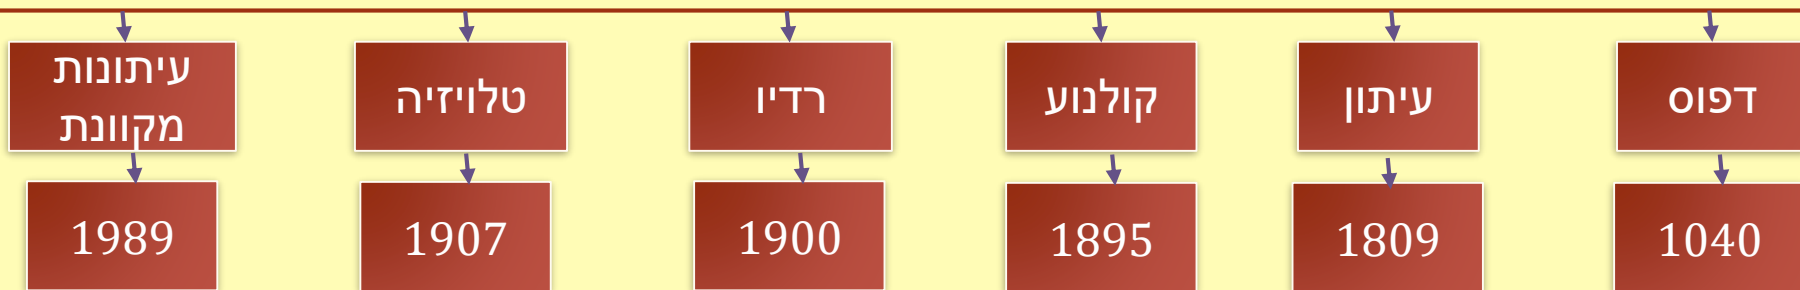 דפוס
עיתון
קולנוע
רדיו
טלויזיה
עיתונות
מקוונת
1040
1809
1895
1900
1907
1989